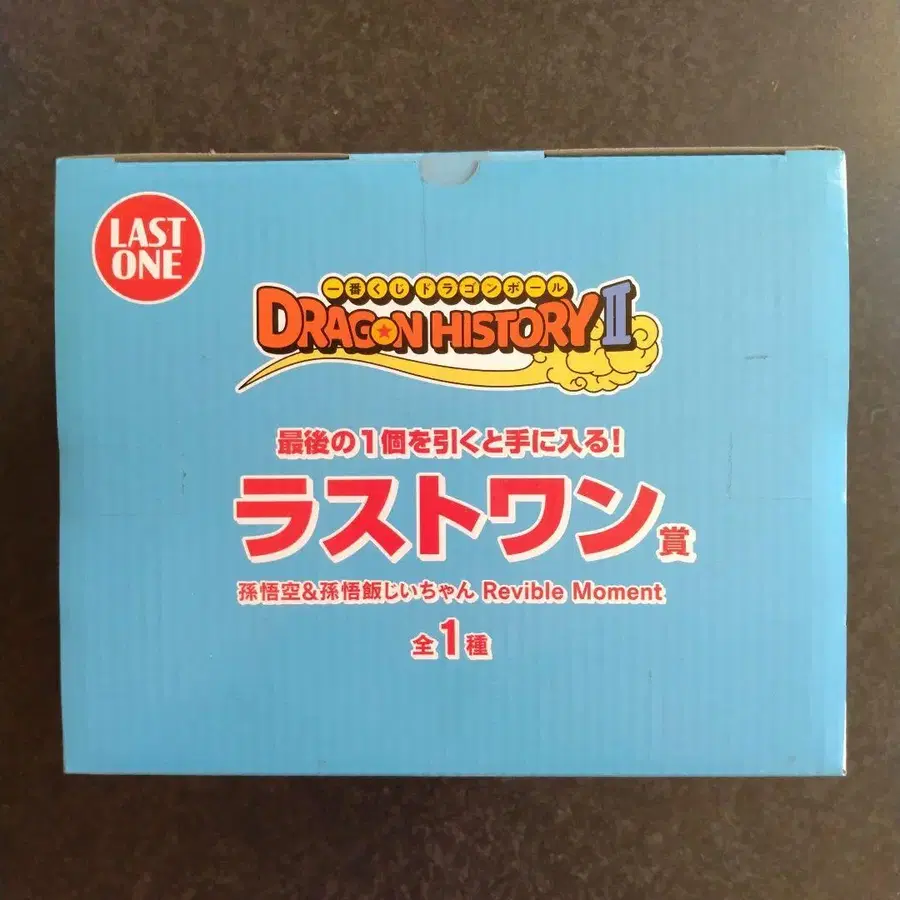 LAST
ONE
一番くじ ドラゴンボール
DRAGON HISTORY II
最後の1個を引くと手に入る!
ラストワン賞
孫悟空&孫悟飯じいちゃん Revible Moment
全1種